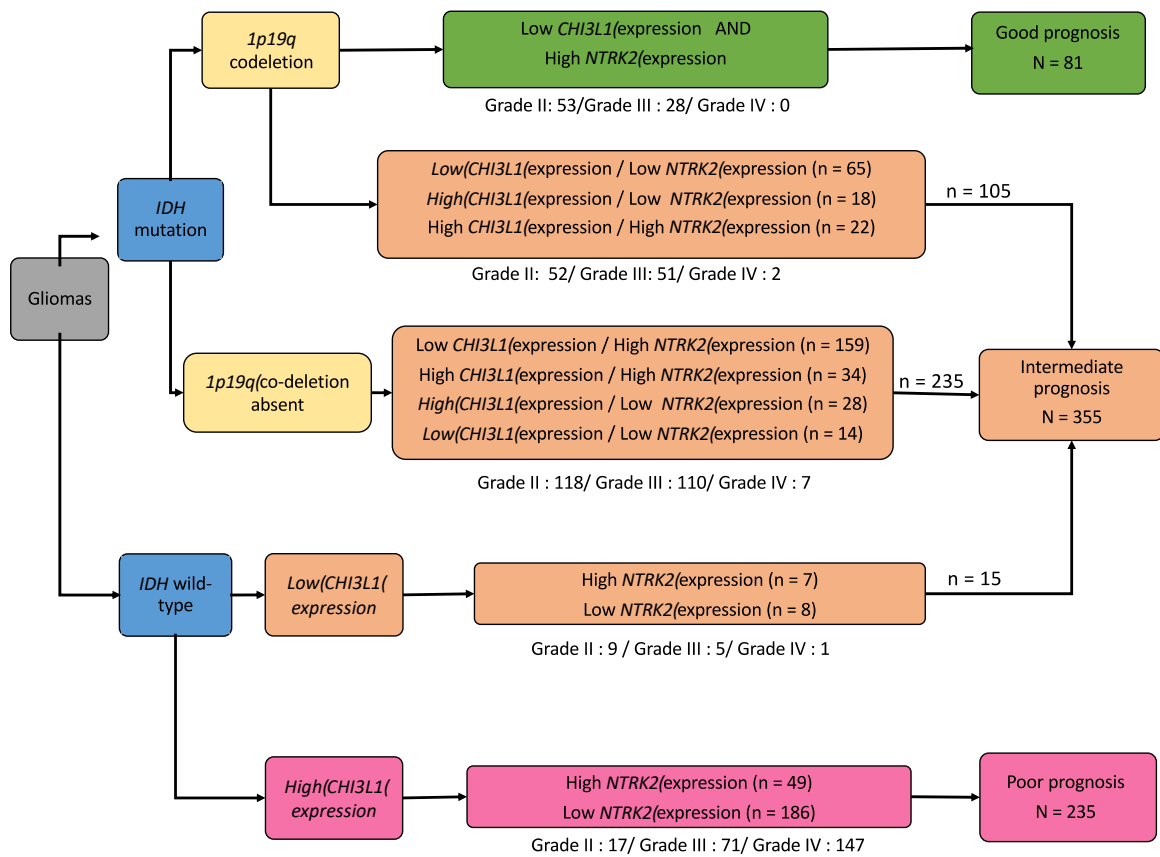 Gliomas
IDH
mutation
1p19q
codeletion
Low CHI3L1(expression AND
High NTRK2(expression
Grade II: 53/Grade III : 28/ Grade IV : 0
Good prognosis
N = 81
Low(CHI3L1(expression / Low NTRK2(expression (n = 65)
High(CHI3L1(expression / Low NTRK2(expression (n = 18)
High CHI3L1(expression / High NTRK2(expression (n = 22)
Grade II: 52/ Grade III: 51/ Grade IV : 2
n = 105
1p19q(co-deletion
absent
Low CHI3L1(expression / High NTRK2(expression (n = 159)
High CHI3L1(expression / High NTRK2(expression (n = 34)
High(CHI3L1(expression / Low NTRK2(expression (n = 28)
Low(CHI3L1(expression / Low NTRK2(expression (n = 14)
Grade II : 118/ Grade III : 110/ Grade IV : 7
n = 235
Intermediate
prognosis
N = 355
IDH wild-
type
Low(CHI3L1(
expression
High NTRK2(expression (n = 7)
Low NTRK2(expression (n = 8)
Grade II : 9 / Grade III : 5/ Grade IV : 1
n = 15
High(CHI3L1(
expression
High NTRK2(expression (n = 49)
Low NTRK2(expression (n = 186)
Grade II : 17/ Grade III : 71/ Grade IV : 147
Poor prognosis
N = 235